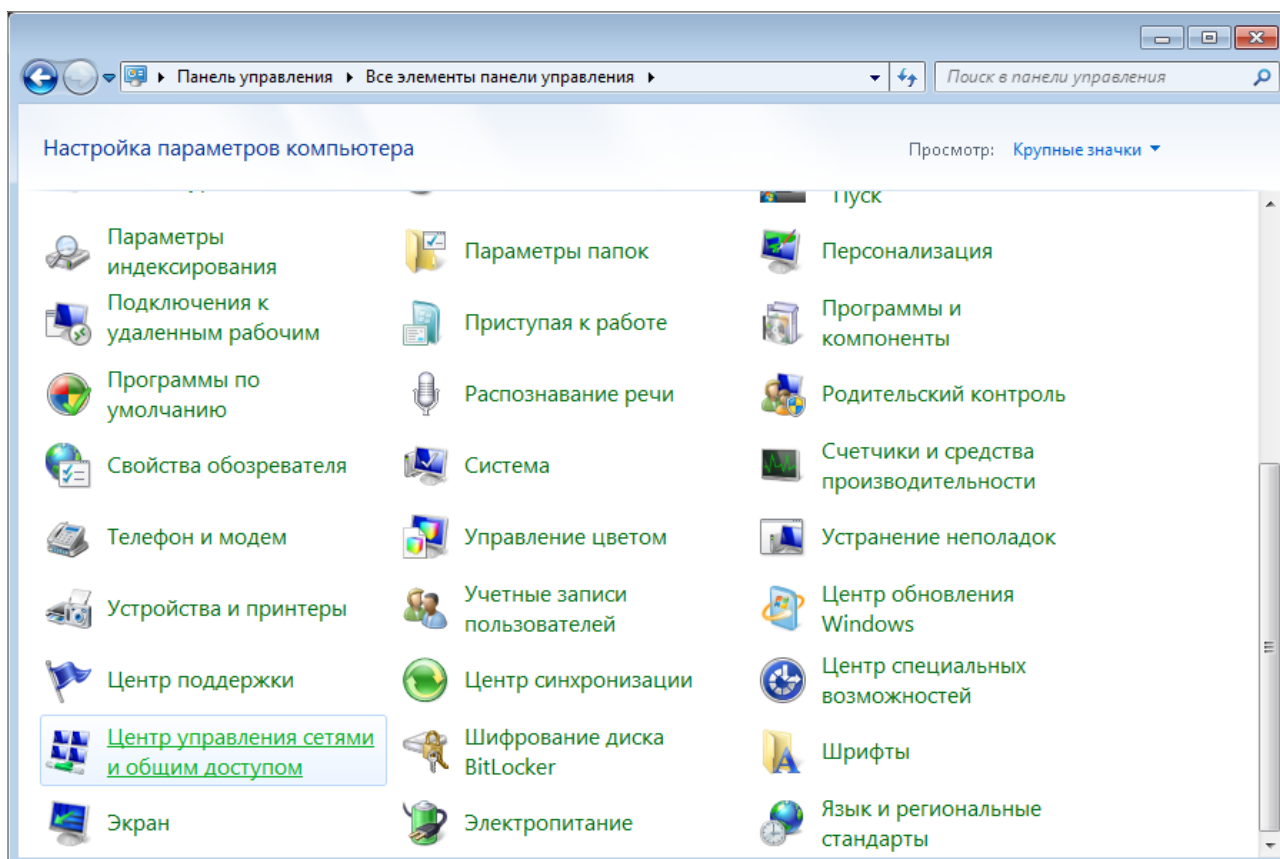 Панель управления ▸ Все элементы панели управления ▸
Поиск в панели управления
Настройка параметров компьютера
Просмотр: Крупные значки
Пуск
Параметры
индексирования
Параметры папок
Персонализация
Подключения к
удаленным рабочим
Приступая к работе
Программы и
компоненты
Программы по
умолчанию
Распознавание речи
Родительский контроль
Свойства обозревателя
Система
Счетчики и средства
производительности
Телефон и модем
Управление цветом
Устранение неполадок
Устройства и принтеры
Учетные записи
пользователей
Центр обновления
Windows
Центр поддержки
Центр синхронизации
Центр специальных
возможностей
Центр управления сетями
и общим доступом
Шифрование диска
BitLocker
Шрифты
Экран
Электропитание
Язык и региональные
стандарты